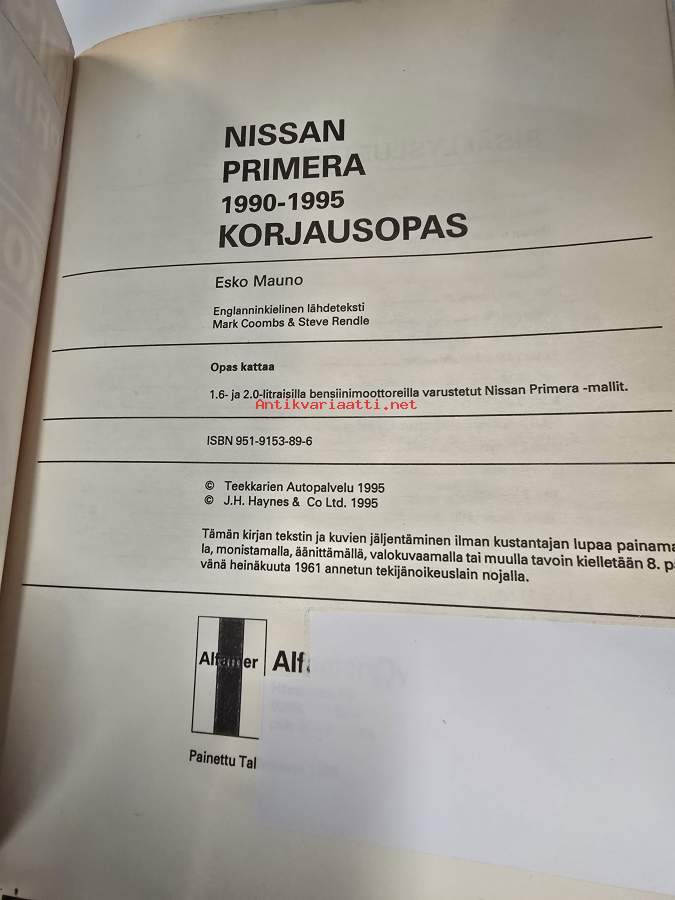 NISSAN
PRIMERA
1990-1995
KORJAUSOPAS
Esko Mauno
Englanninkielinen lähdeteksti
Mark Coombs & Steve Rendle
Opas kattaa
1.6- ja 2.0-litraisilla bensiinimoottoreilla varustetut Nissan Primera -mallit.
Antikvariaatti.net
ISBN 951-9153-89-6
© Teekkarien Autopalvelu 1995
© J.H. Haynes & Co Ltd. 1995
Tämän kirjan tekstin ja kuvien jäljentäminen ilman kustantajan lupaa painama
la, monistamalla, äänittämällä, valokuvaamalla tai muulla tavoin kielletään 8. p
vänä heinäkuuta 1961 annetun tekijänoikeuslain nojalla.
Alfamer Alfa
Painettu Tal